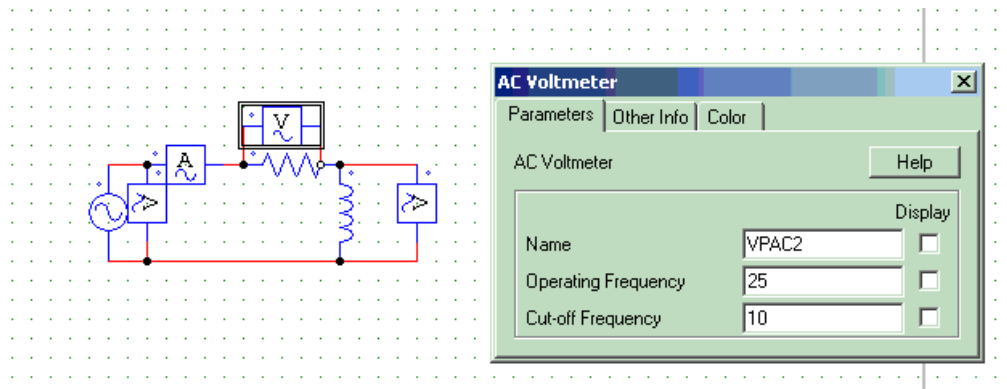 AC Voltmeter
Parameters Other Info Color
AC Voltmeter Help
Display
Name VPAC2
Operating Frequency 25
Cut-off Frequency 10
V
A
V
V